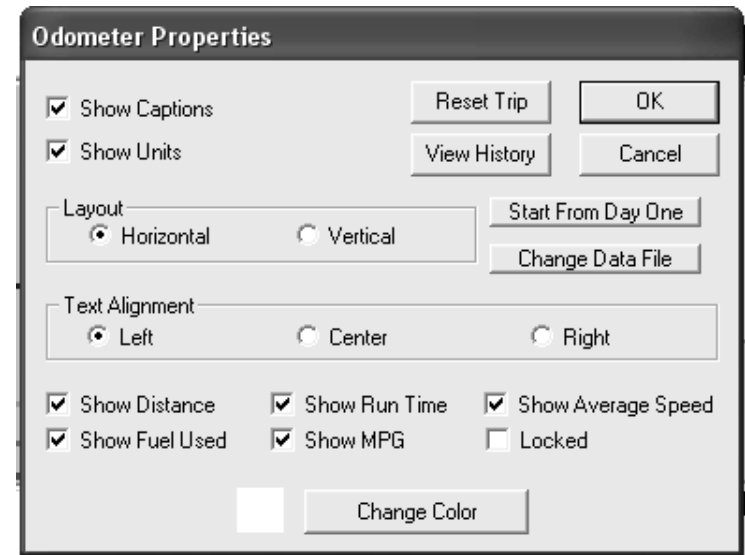 Odometer Properties
Show Captions
Reset Trip
OK
Show Units
View History
Cancel
Layout
Horizontal
Vertical
Start From Day One
Change Data File
Text Alignment
Left
Center
Right
Show Distance
Show Run Time
Show Average Speed
Show Fuel Used
Show MPG
Locked
Change Color